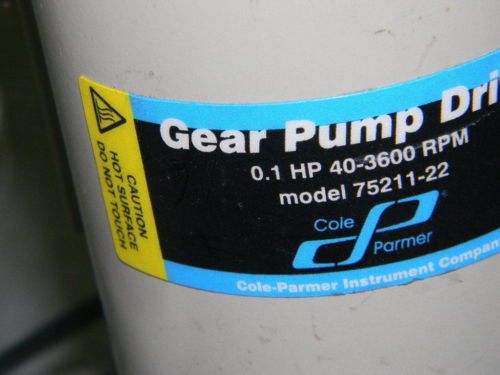 CAUTION
HOT SURFACE
DO NOT TOUCH
Gear Pump Dri
0.1 HP 40-3600 RPM
model 75211-22
Cole
Parmer
Cole-Parmer Instrument Compan